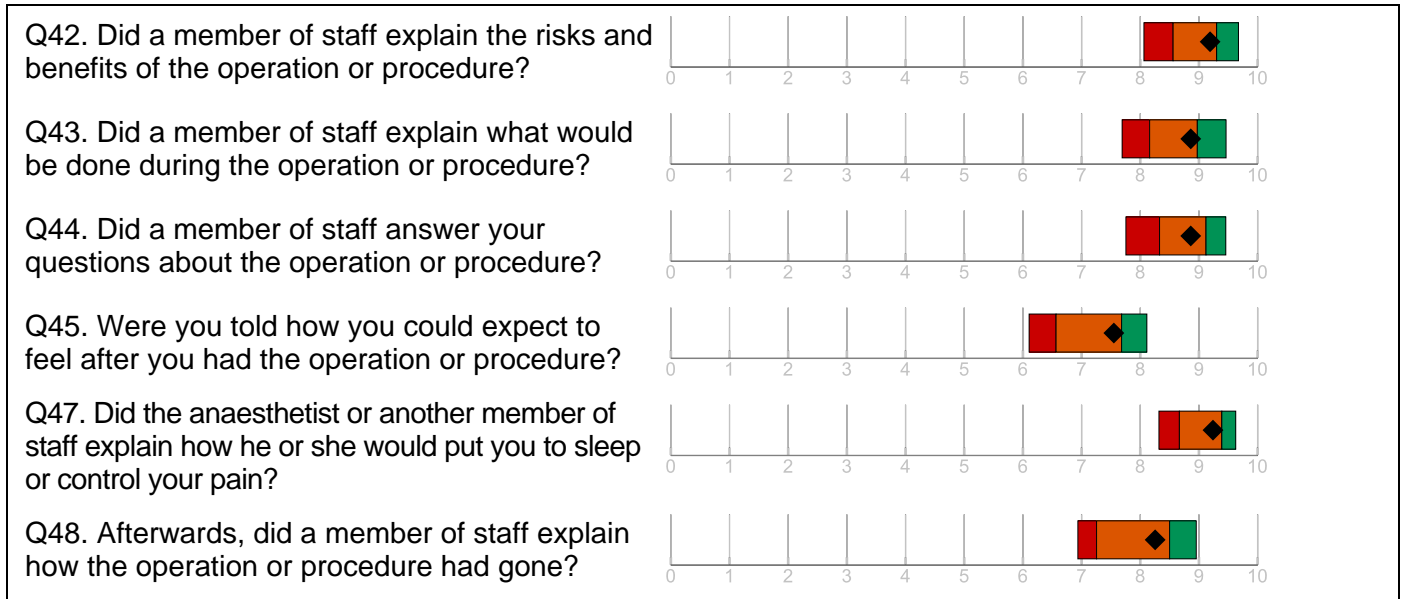 Q42. Did a member of staff explain the risks and
benefits of the operation or procedure?
0 1 2 3 4 5 6 7 8 9 10
Q43. Did a member of staff explain what would
be done during the operation or procedure?
0 1 2 3 4 5 6 7 8 9 10
Q44. Did a member of staff answer your
questions about the operation or procedure?
0 1 2 3 4 5 6 7 8 9 10
Q45. Were you told how you could expect to
feel after you had the operation or procedure?
0 1 2 3 4 5 6 7 8 9 10
Q47. Did the anaesthetist or another member of
staff explain how he or she would put you to sleep
or control your pain?
0 1 2 3 4 5 6 7 8 9 10
Q48. Afterwards, did a member of staff explain
how the operation or procedure had gone?
0 1 2 3 4 5 6 7 8 9 10